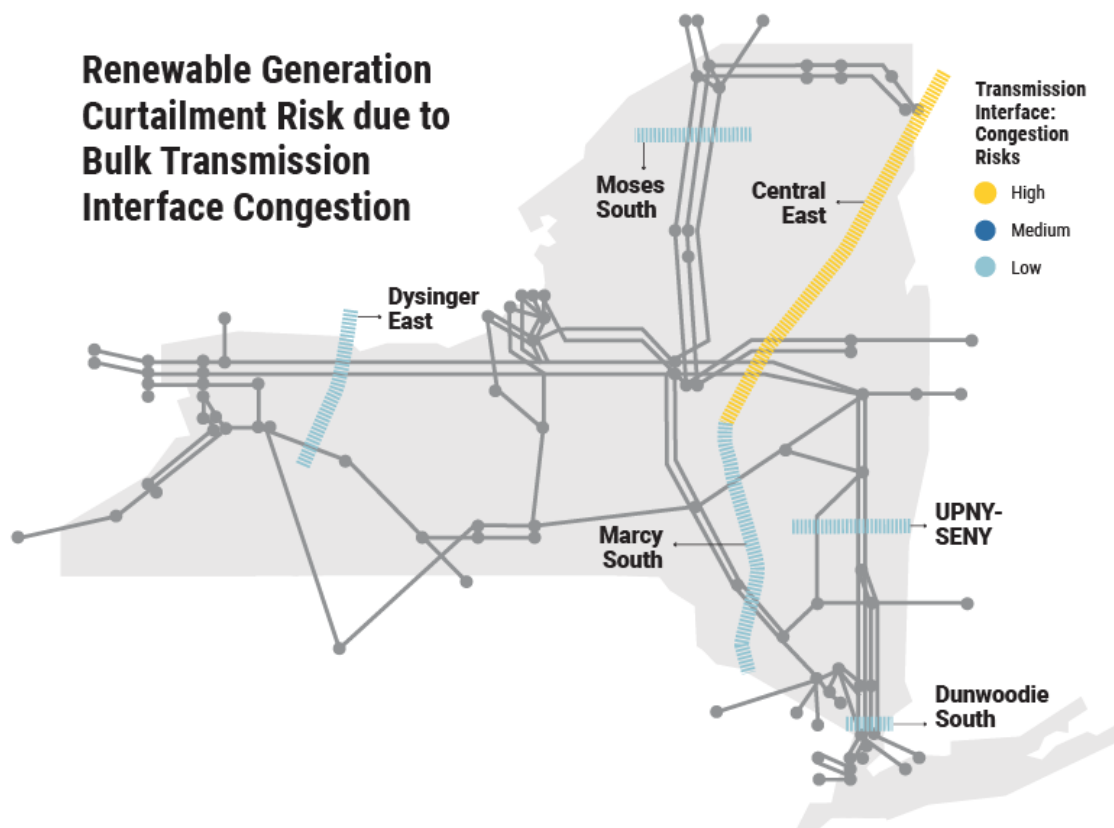 Renewable Generation
Curtailment Risk due to
Bulk Transmission
Interface Congestion
Transmission
Interface:
Congestion
Risks
High
Medium
Low
Moses
South
Central
East
Dysinger
East
Marcy
South
UPNY-
SENY
Dunwoodie
South